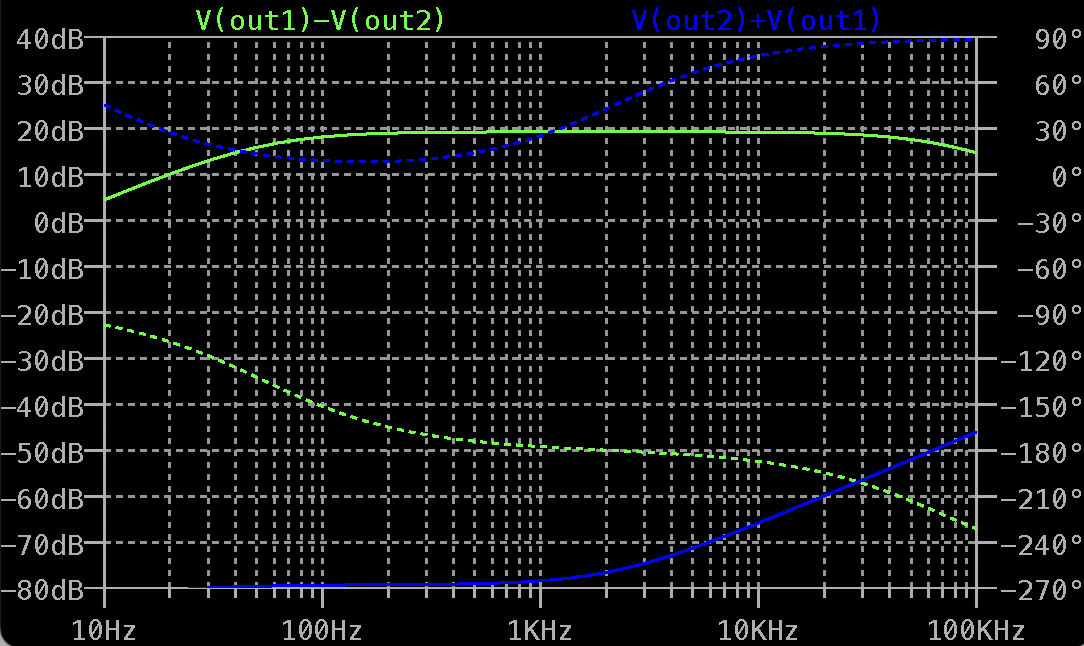 V(out1)−V(out2) V(out2)+V(out1)
40dB 90°
30dB 60°
20dB 30°
10dB 0°
0dB −30°
−10dB −60°
−20dB −90°
−30dB −120°
−40dB −150°
−50dB −180°
−60dB −210°
−70dB −240°
−80dB −270°
10Hz 100Hz 1KHz 10KHz 100KHz